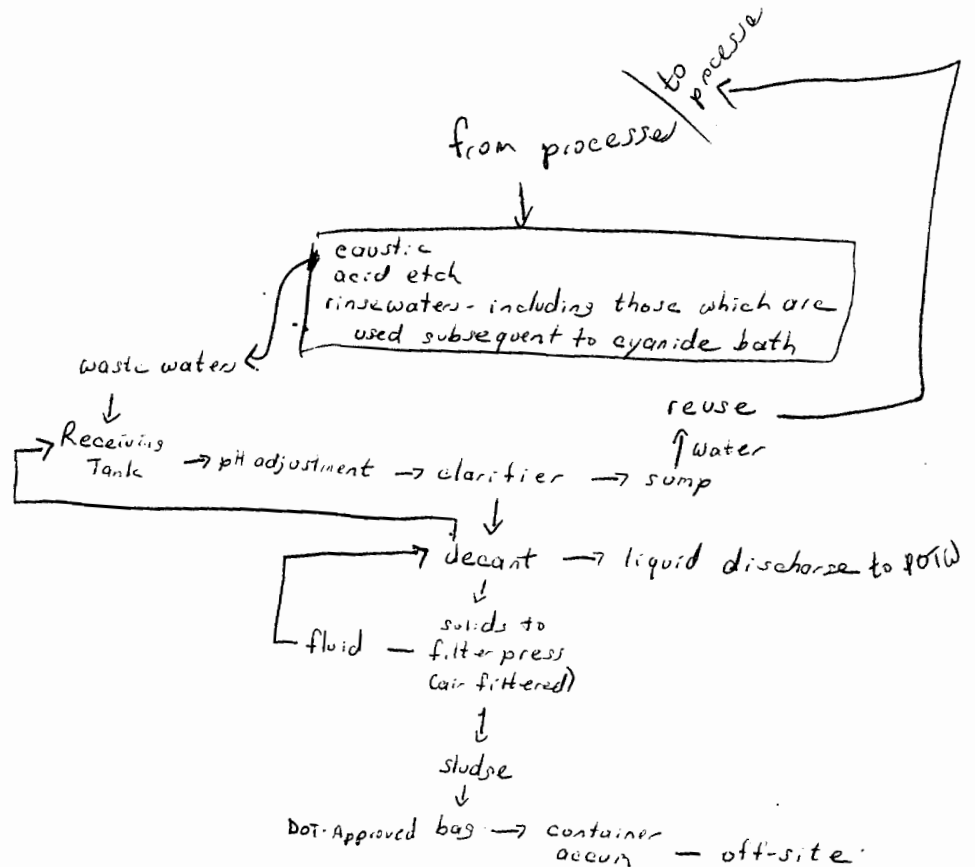 to
processe
from processe
caustic
acid etch
rinsewaters - including those which are
used subsequent to cyanide bath
waste waters
reuse
Water
Receiving
Tank
pH adjustment
clarifier
sump
decant
liquid discharge to POTW
solids to
fluid
filter press
(air filtered)
sludge
DOT-Approved bag
container
accum
off-site